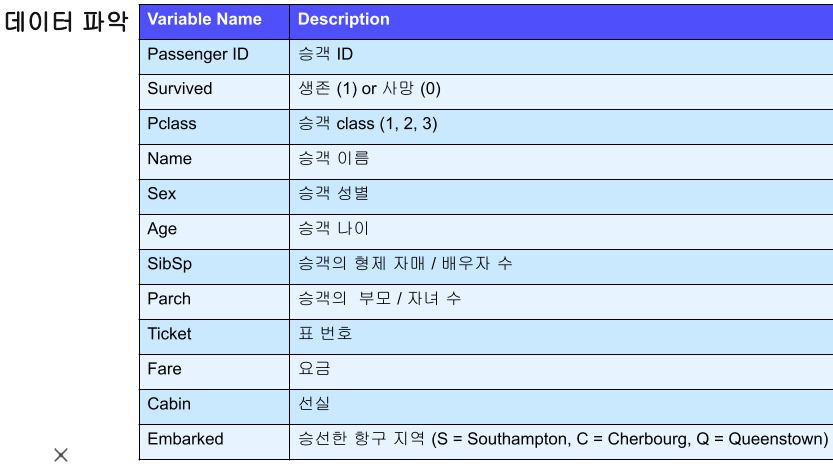 데이터 파악
Variable Name Description
Passenger ID 승객 ID
Survived 생존 (1) or 사망 (0)
Pclass 승객 class (1, 2, 3)
Name 승객 이름
Sex 승객 성별
Age 승객 나이
SibSp 승객의 형제 자매 / 배우자 수
Parch 승객의 부모 / 자녀 수
Ticket 표 번호
Fare 요금
Cabin 선실
Embarked 승선한 항구 지역 (S = Southampton, C = Cherbourg, Q = Queenstown)